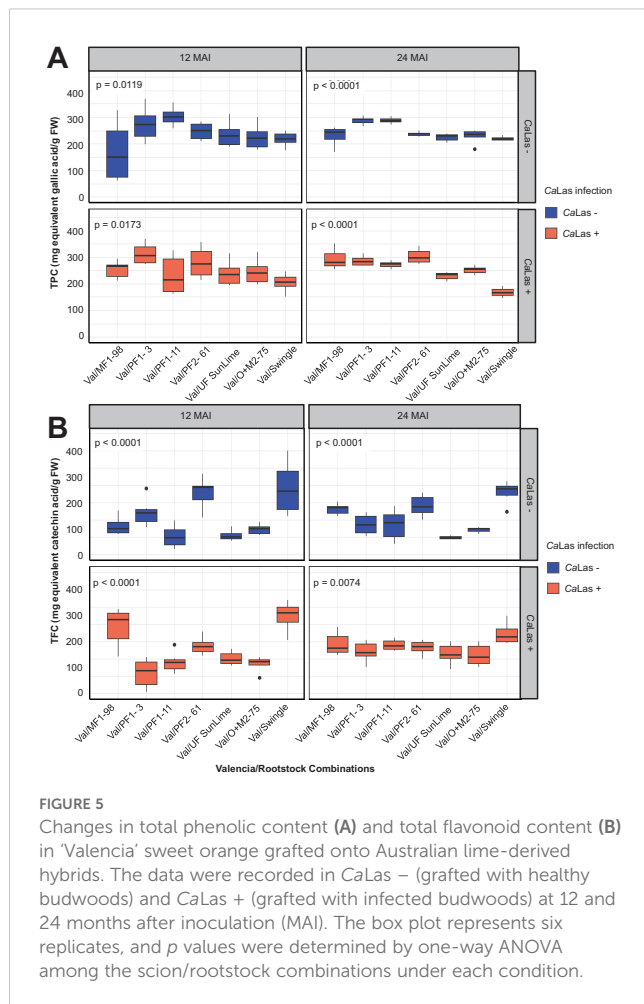 A
12 MAI
24 MAI
p = 0.0119
p < 0.0001
400
300
200
100
0
CaLas -
p = 0.0173
p < 0.0001
400
300
200
100
0
CaLas +
TPC (mg equivalent gallic acid/g FW)
Val/MF1-98
Val/PF1- 3
Val/PF1-11
Val/PF2- 61
Val/UF SunLime
Val/O+M2-75
Val/Swingle
Val/MF1-98
Val/PF1- 3
Val/PF1-11
Val/PF2- 61
Val/UF SunLime
Val/O+M2-75
Val/Swingle
CaLas infection
CaLas -
CaLas +
B
12 MAI
24 MAI
p < 0.0001
p < 0.0001
400
300
200
100
0
CaLas -
p < 0.0001
p = 0.0074
400
300
200
100
0
CaLas +
TFC (mg equivalent catechin acid/g FW)
Val/MF1-98
Val/PF1- 3
Val/PF1-11
Val/PF2- 61
Val/UF SunLime
Val/O+M2-75
Val/Swingle
Val/MF1-98
Val/PF1- 3
Val/PF1-11
Val/PF2- 61
Val/UF SunLime
Val/O+M2-75
Val/Swingle
CaLas infection
CaLas -
CaLas +
Valencia/Rootstock Combinations
FIGURE 5
Changes in total phenolic content (A) and total flavonoid content (B)
in ‘Valencia’ sweet orange grafted onto Australian lime-derived
hybrids. The data were recorded in CaLas – (grafted with healthy
budwoods) and CaLas + (grafted with infected budwoods) at 12 and
24 months after inoculation (MAI). The box plot represents six
replicates, and p values were determined by one-way ANOVA
among the scion/rootstock combinations under each condition.